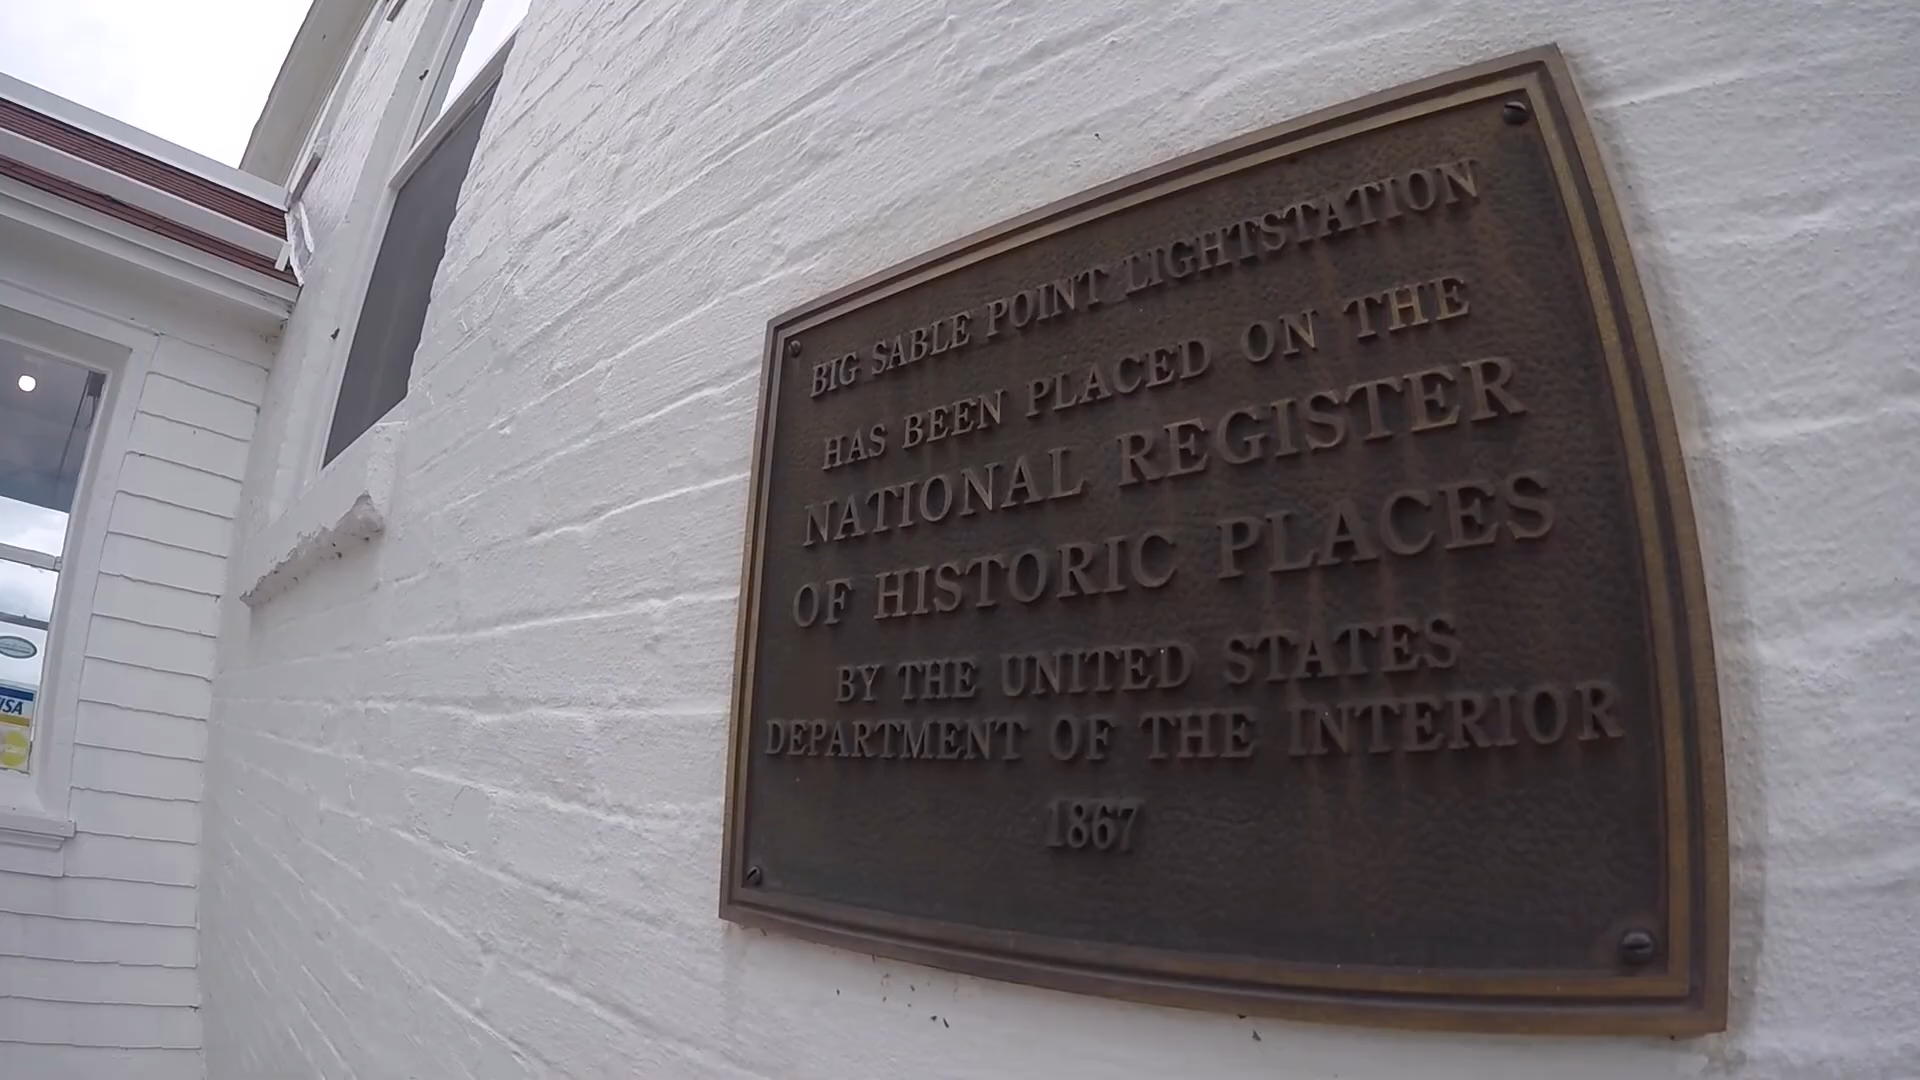 BIG SABLE POINT LIGHTSTATION
HAS BEEN PLACED ON THE
NATIONAL REGISTER
OF HISTORIC PLACES
BY THE UNITED STATES
DEPARTMENT OF THE INTERIOR
1867